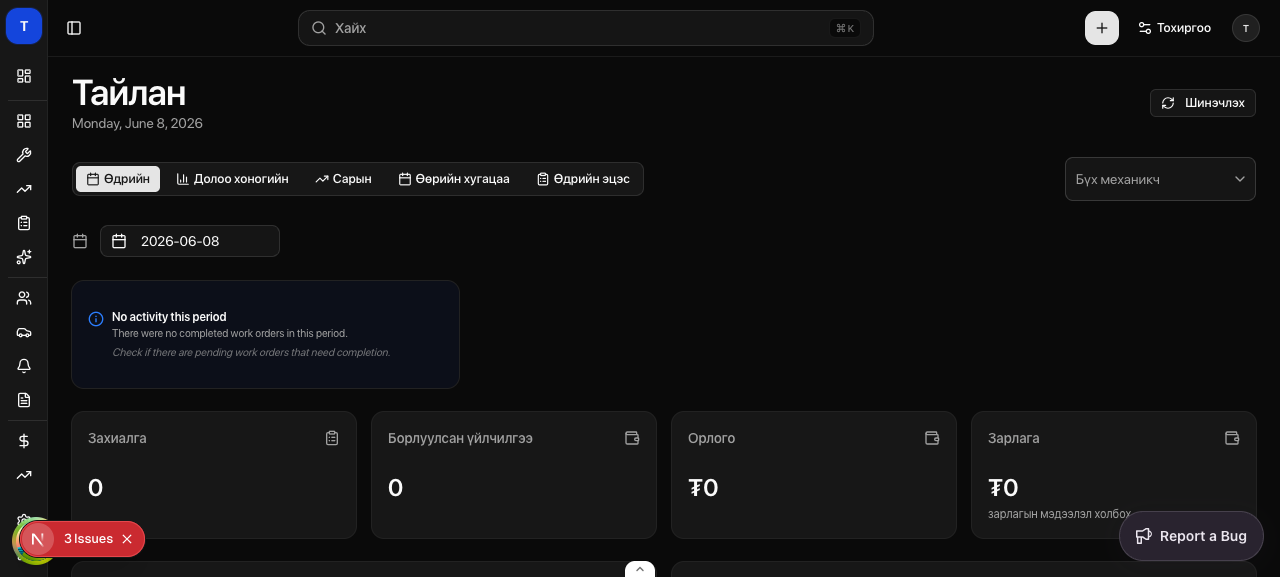 T
Хайх
⌘K
Тохиргоо
T
Тайлан
Monday, June 8, 2026
Шинэчлэх
Өдрийн
Долоо хоногийн
Сарын
Өөрийн хугацаа
Өдрийн эцэс
Бүх механикч
2026-06-08
No activity this period
There were no completed work orders in this period.
Check if there are pending work orders that need completion.
Захиалга
Борлуулсан үйлчилгээ
Орлого
Зарлага
0
0
₮0
₮0
зарлагын мэдээлэл холбох
N
3 Issues
Report a Bug